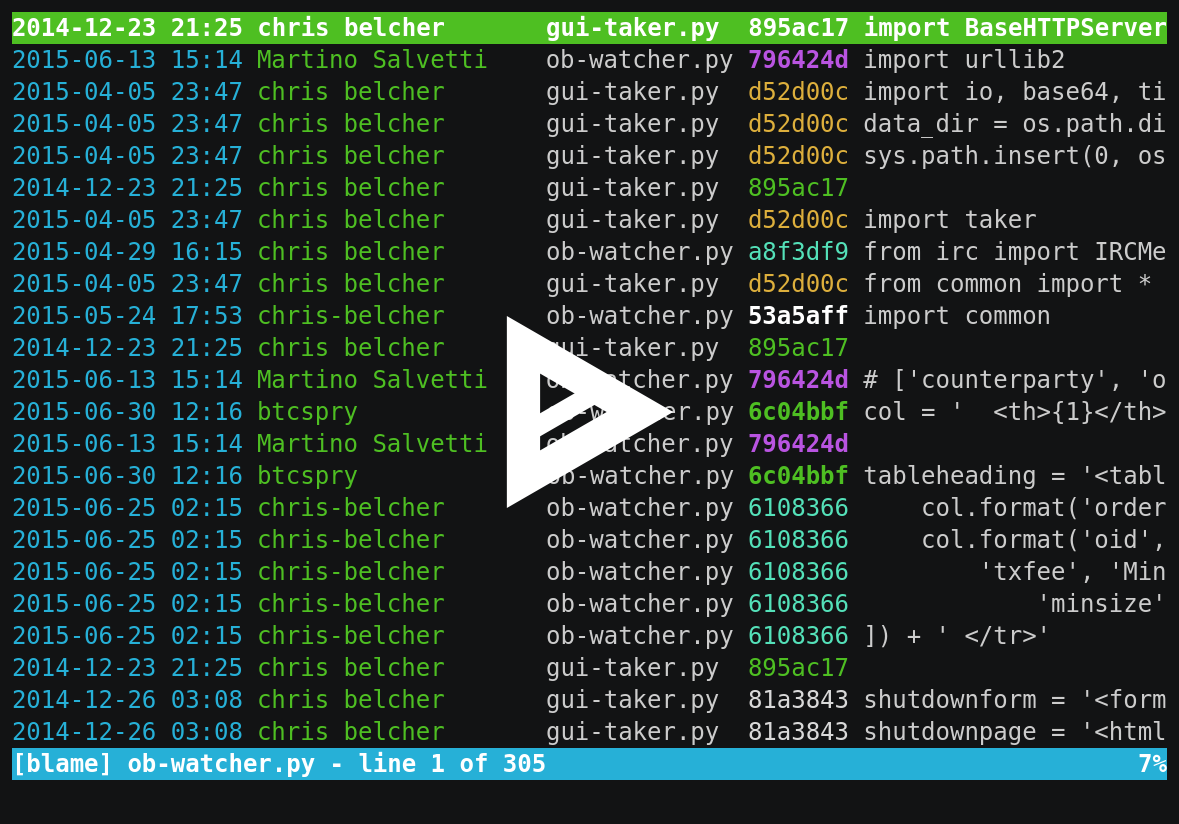 2014-12-23 21:25 chris belcher gui-taker.py 895ac17 import BaseHTTPServer
2015-06-13 15:14 Martino Salvetti ob-watcher.py 796424d import urllib2
2015-04-05 23:47 chris belcher gui-taker.py d52d00c import io, base64, ti
2015-04-05 23:47 chris belcher gui-taker.py d52d00c data_dir = os.path.di
2015-04-05 23:47 chris belcher gui-taker.py d52d00c sys.path.insert(0, os
2014-12-23 21:25 chris belcher gui-taker.py 895ac17
2015-04-05 23:47 chris belcher gui-taker.py d52d00c import taker
2015-04-29 16:15 chris belcher ob-watcher.py a8f3df9 from irc import IRCMe
2015-04-05 23:47 chris belcher gui-taker.py d52d00c from common import *
2015-05-24 17:53 chris-belcher ob-watcher.py 53a5aff import common
2014-12-23 21:25 chris belcher gui-taker.py 895ac17
2015-06-13 15:14 Martino Salvetti ob-watcher.py 796424d # ['counterparty', 'o
2015-06-30 12:16 btcspry ob-watcher.py 6c04bbf col = '  <th>{1}</th>
2015-06-13 15:14 Martino Salvetti ob-watcher.py 796424d
2015-06-30 12:16 btcspry ob-watcher.py 6c04bbf tableheading = '<tabl
2015-06-25 02:15 chris-belcher ob-watcher.py 6108366     col.format('order
2015-06-25 02:15 chris-belcher ob-watcher.py 6108366     col.format('oid',
2015-06-25 02:15 chris-belcher ob-watcher.py 6108366         'txfee', 'Min
2015-06-25 02:15 chris-belcher ob-watcher.py 6108366             'minsize'
2015-06-25 02:15 chris-belcher ob-watcher.py 6108366 ]) + ' </tr>'
2014-12-23 21:25 chris belcher gui-taker.py 895ac17
2014-12-26 03:08 chris belcher gui-taker.py 81a3843 shutdownform = '<form
2014-12-26 03:08 chris belcher gui-taker.py 81a3843 shutdownpage = '<html
[blame] ob-watcher.py - line 1 of 305 7%